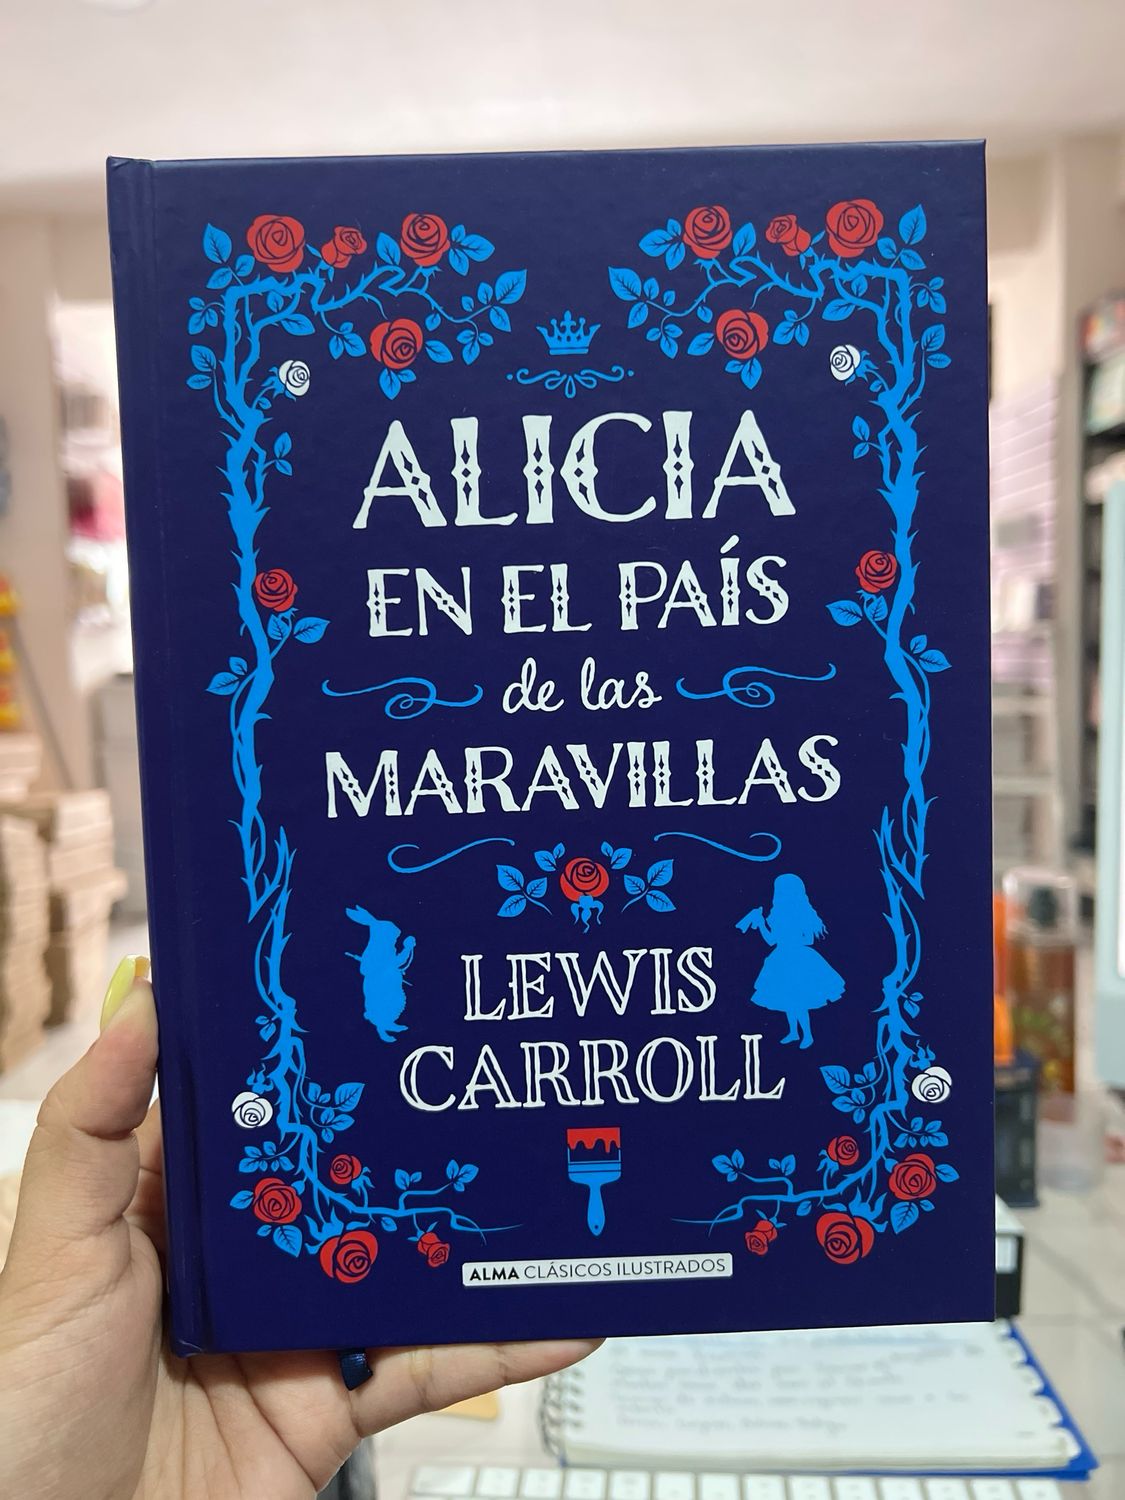 ALICIA
EN EL PAÍS
de las
MARAVILLAS
LEWIS
CARROLL
ALMA CLÁSICOS ILUSTRADOS